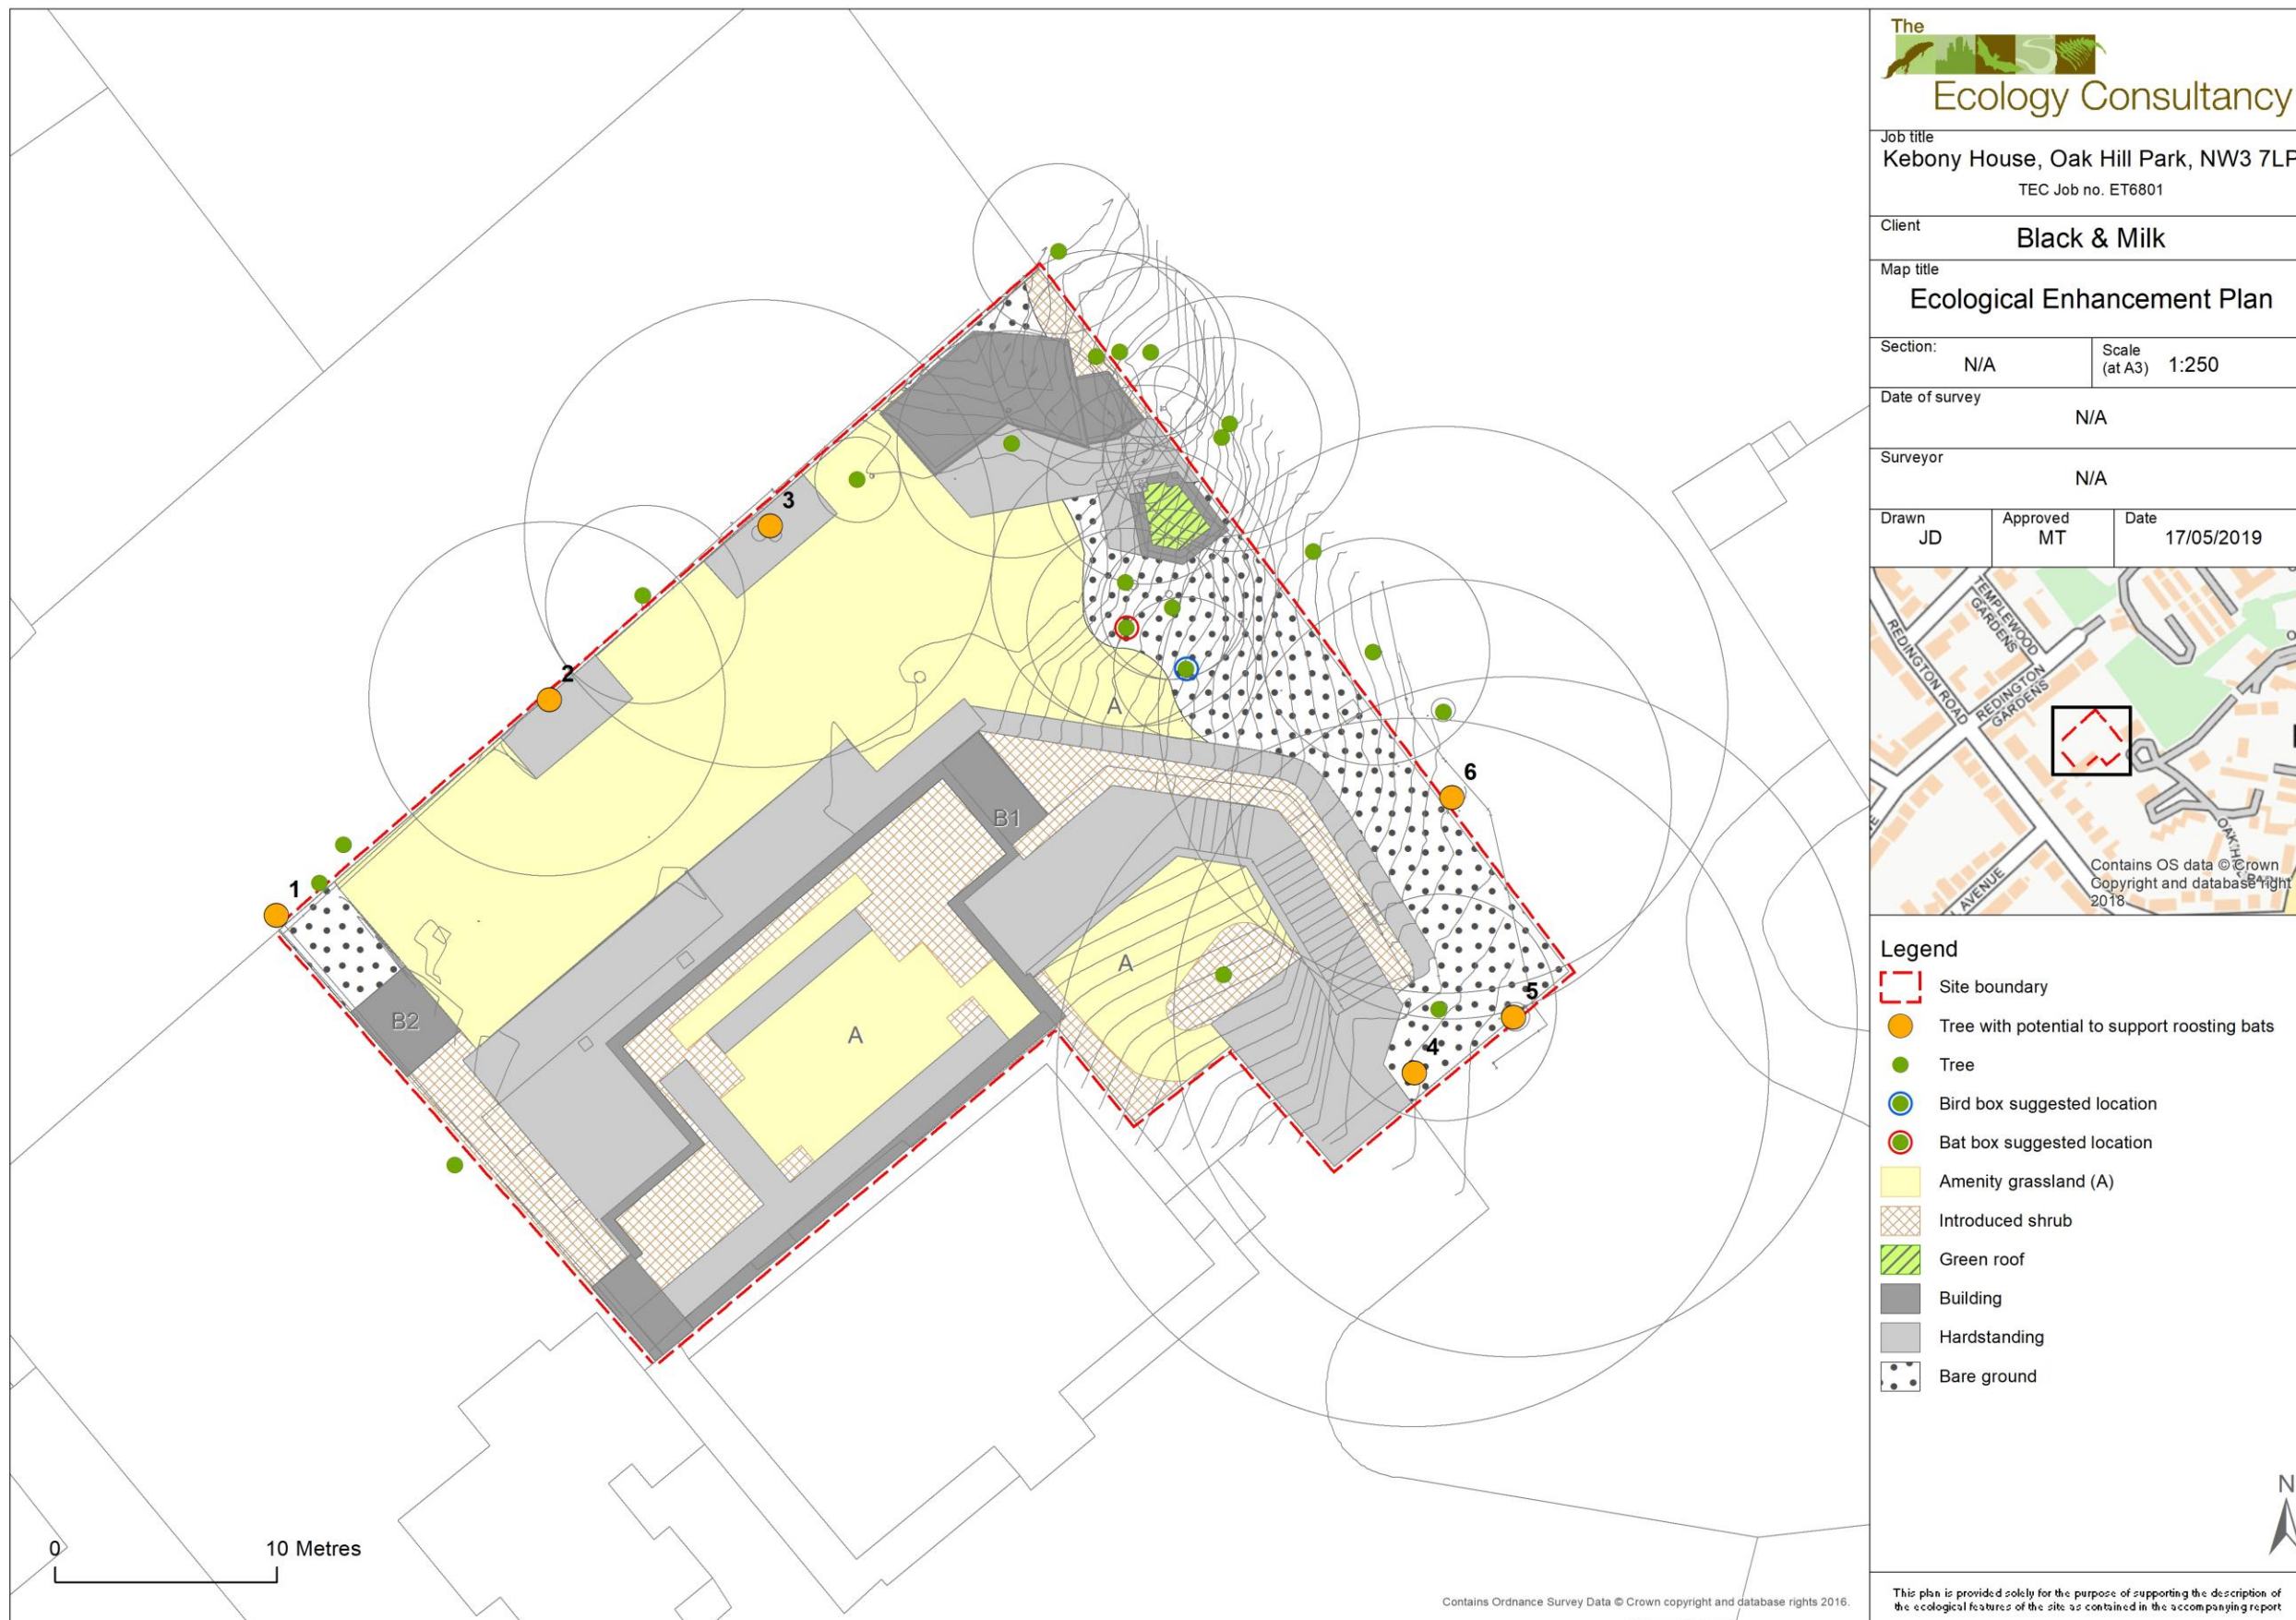 The
Ecology Consultancy
Job title
Kebony House, Oak Hill Park, NW3 7LP
TEC Job no. ET6801
Client
Black & Milk
Map title
Ecological Enhancement Plan
Section:
N/A
Scale
(at A3) 1:250
Date of survey
N/A
Surveyor
N/A
Drawn
JD
Approved
MT
Date
17/05/2019
TEMPLEWOOD
GARDENS
REDINGTON ROAD
REDINGTON
GARDENS
AVENUE
Contains OS data © Crown
Copyright and database right
2018
Legend
Site boundary
Tree with potential to support roosting bats
Tree
Bird box suggested location
Bat box suggested location
Amenity grassland (A)
Introduced shrub
Green roof
Building
Hardstanding
Bare ground
N
This plan is provided solely for the purpose of supporting the description of
the ecological features of the site as contained in the accompanying report
3
2
A
6
B1
1
A
5
B2
A
4
0
10 Metres
Contains Ordnance Survey Data © Crown copyright and database rights 2016.